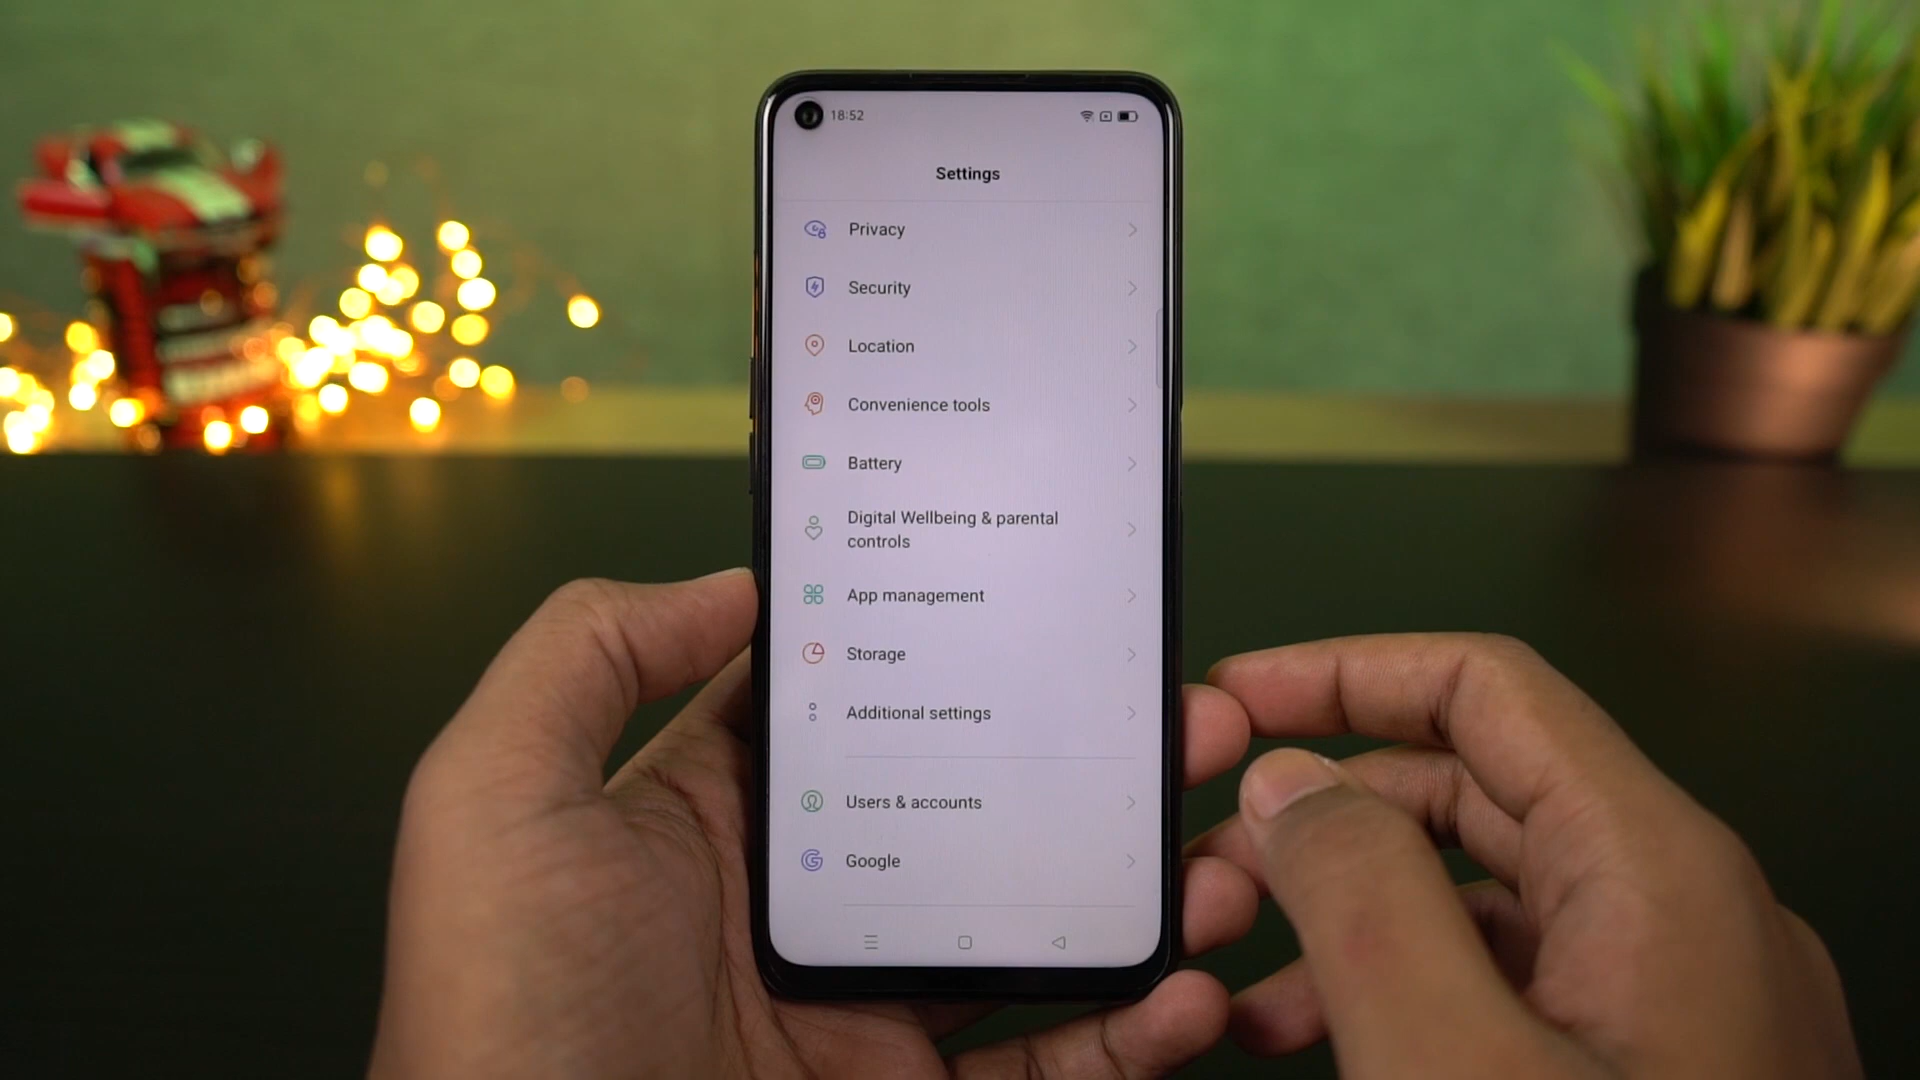 18:52
Settings
Privacy
Security
Location
Convenience tools
Battery
Digital Wellbeing & parental
controls
App management
Storage
Additional settings
Users & accounts
Google